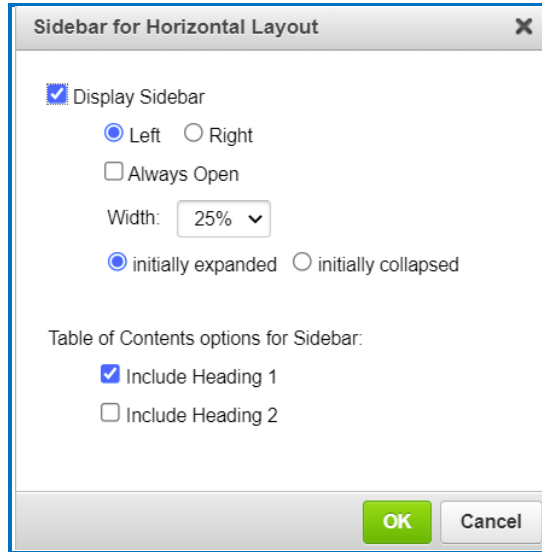 Sidebar for Horizontal Layout
Display Sidebar
Left Right
Always Open
Width: 25%
initially expanded initially collapsed
Table of Contents options for Sidebar:
Include Heading 1
Include Heading 2
OK Cancel